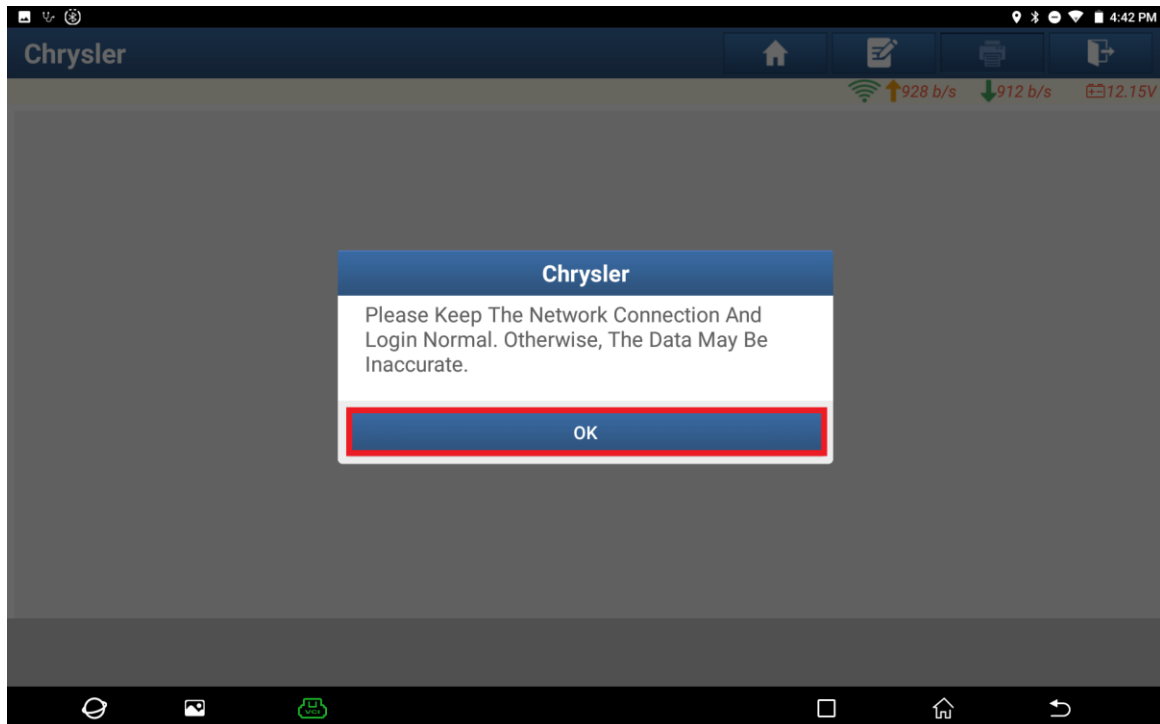 4:42 PM
Chrysler
928 b/s 912 b/s 12.15V
Chrysler
Please Keep The Network Connection And
Login Normal. Otherwise, The Data May Be
Inaccurate.
OK
VCI